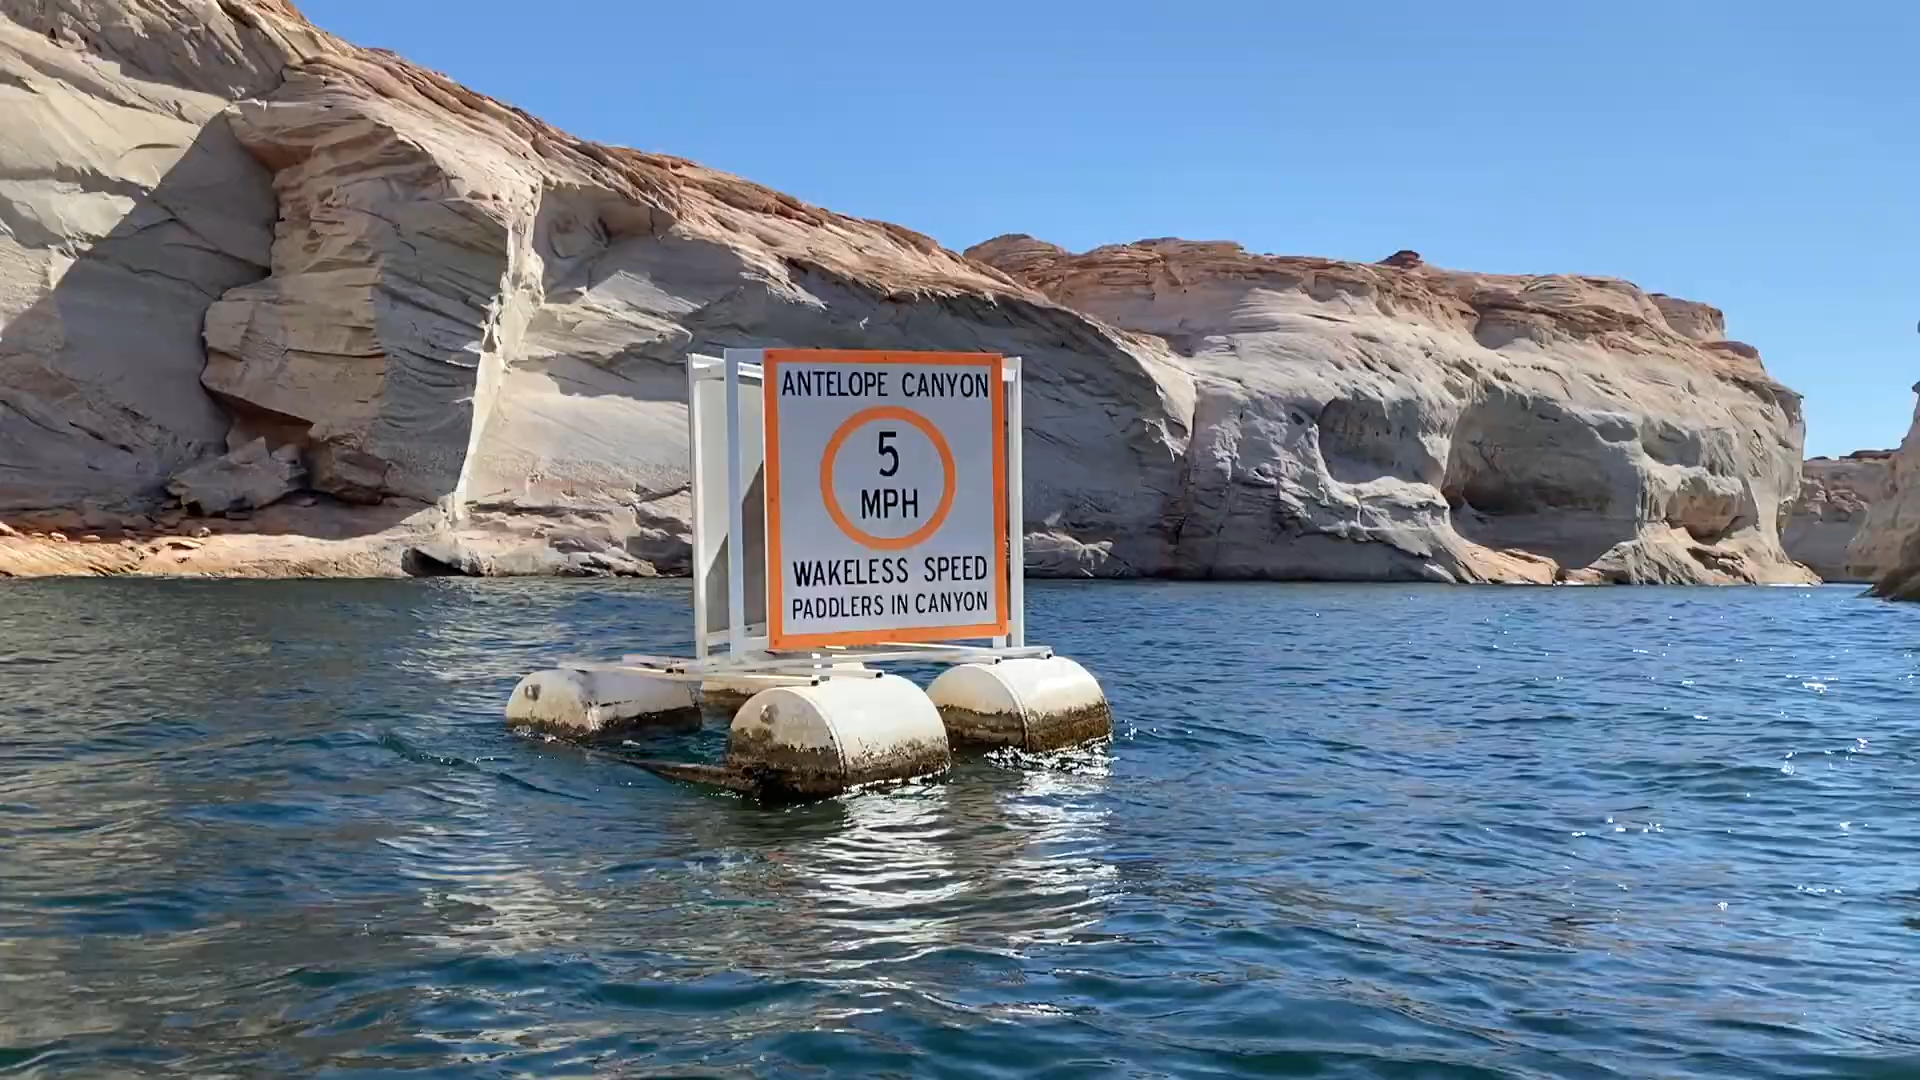 ANTELOPE CANYON
5
MPH
WAKELESS SPEED
PADDLERS IN CANYON